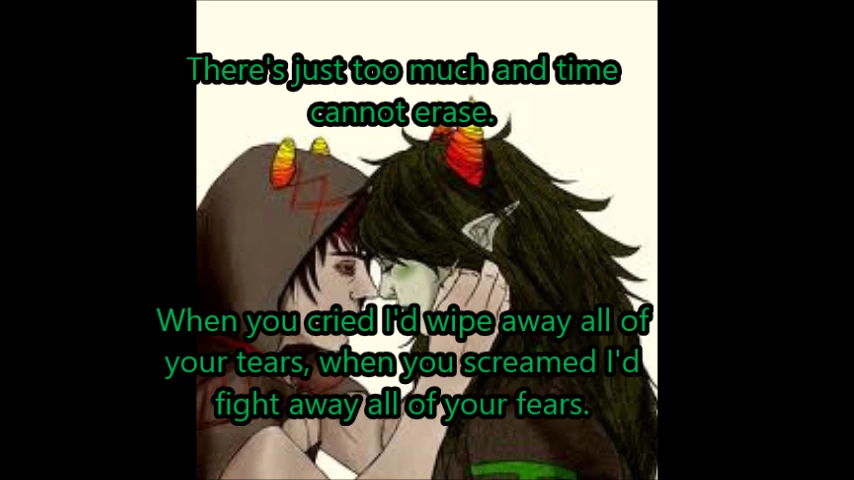 There's just too much and time
cannot erase.
When you cried I'd wipe away all of
your tears, when you screamed I'd
fight away all of your fears.